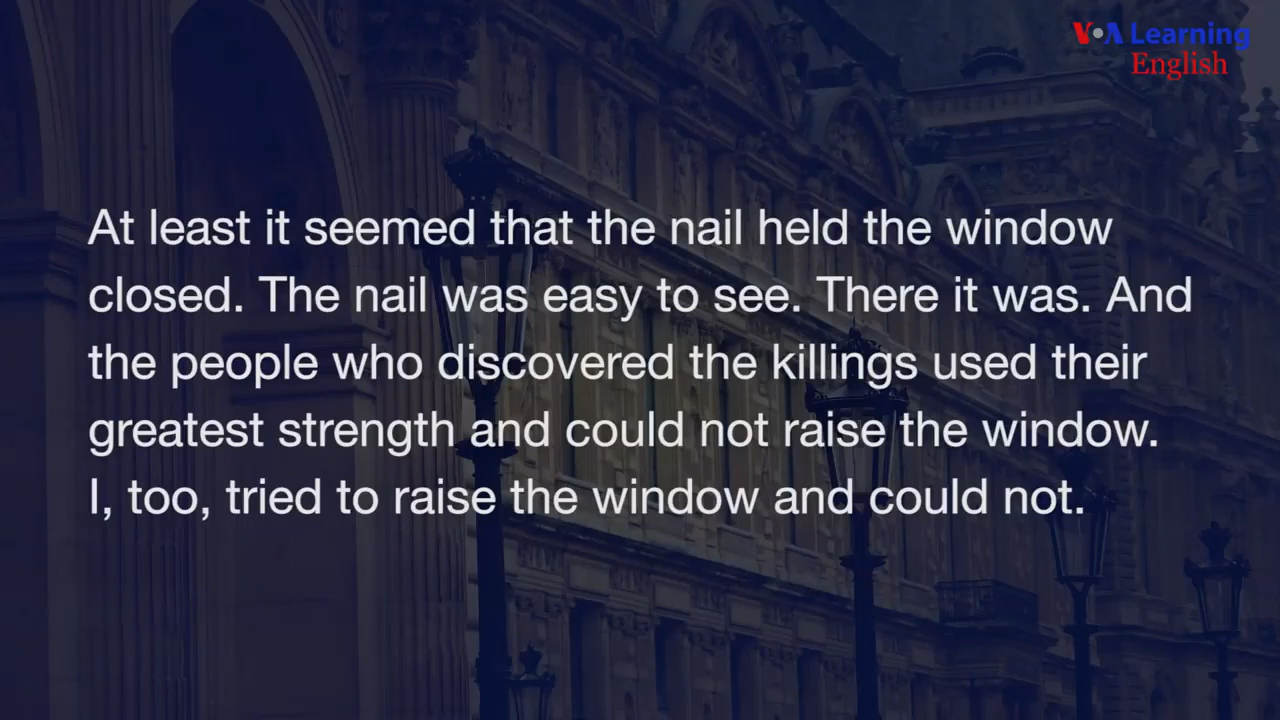 VOA Learning
English
At least it seemed that the nail held the window
closed. The nail was easy to see. There it was. And
the people who discovered the killings used their
greatest strength and could not raise the window.
I, too, tried to raise the window and could not.